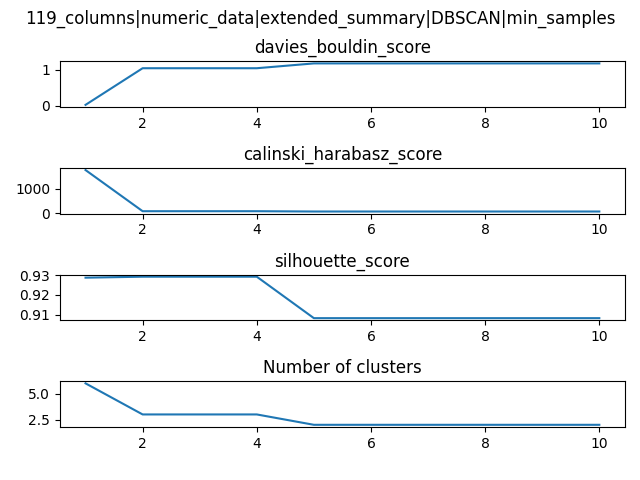 119_columns|numeric_data|extended_summary|DBSCAN|min_samples
davies_bouldin_score
1
0
2 4 6 8 10
calinski_harabasz_score
1000
0
2 4 6 8 10
silhouette_score
0.93
0.92
0.91
2 4 6 8 10
Number of clusters
5.0
2.5
2 4 6 8 10